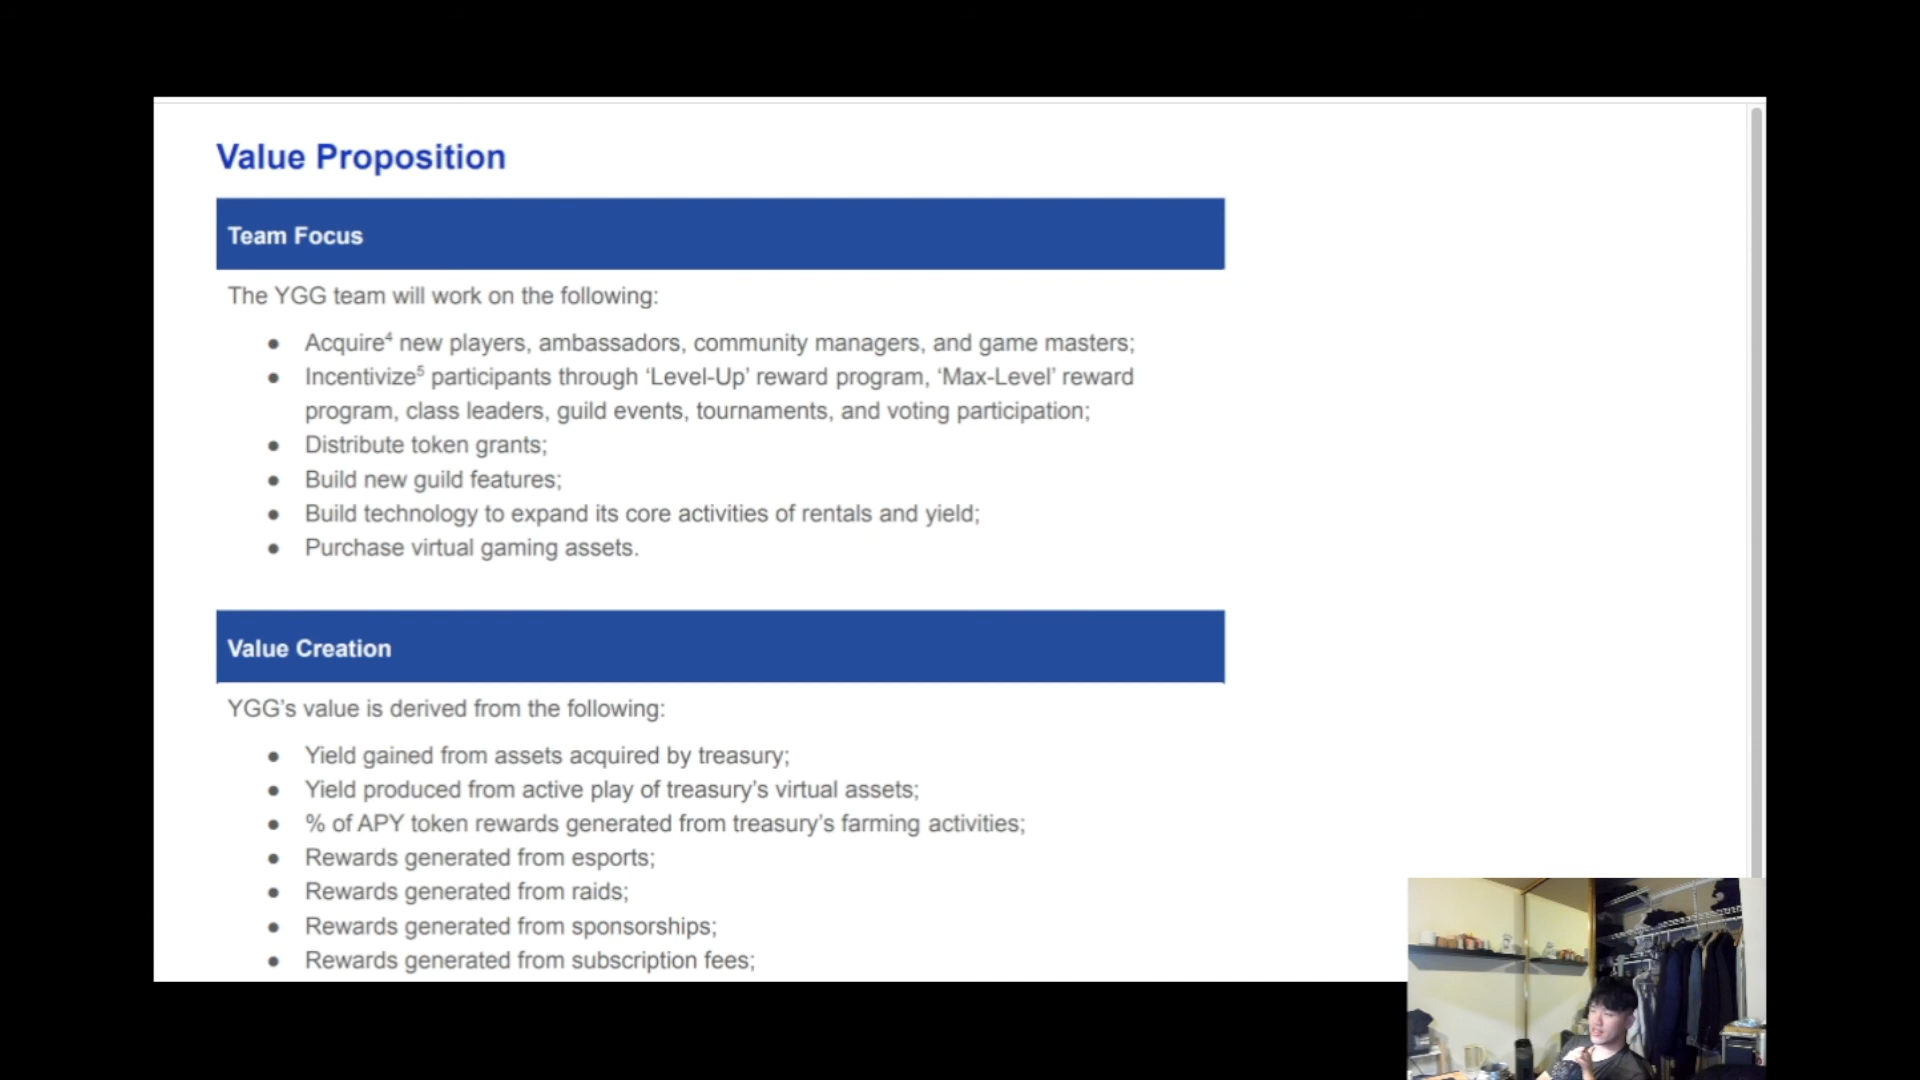 Value Proposition
Team Focus
The YGG team will work on the following:
● Acquire⁴ new players, ambassadors, community managers, and game masters;
● Incentivize⁵ participants through ‘Level-Up’ reward program, ‘Max-Level’ reward
program, class leaders, guild events, tournaments, and voting participation;
● Distribute token grants;
● Build new guild features;
● Build technology to expand its core activities of rentals and yield;
● Purchase virtual gaming assets.
Value Creation
YGG’s value is derived from the following:
● Yield gained from assets acquired by treasury;
● Yield produced from active play of treasury’s virtual assets;
● % of APY token rewards generated from treasury’s farming activities;
● Rewards generated from esports;
● Rewards generated from raids;
● Rewards generated from sponsorships;
● Rewards generated from subscription fees;